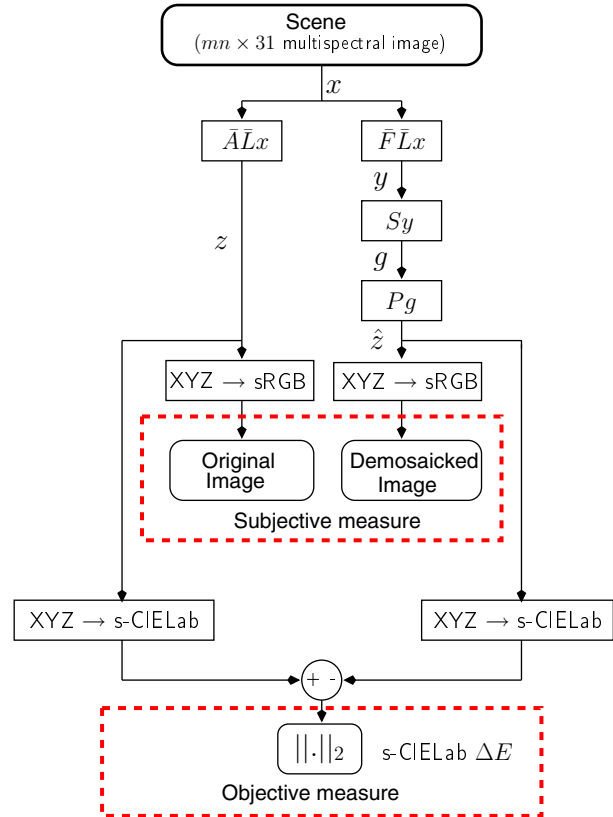 Scene
(mn × 31 multispectral image)
x
ĀL̄x
F̄L̄x
y
z
Sy
g
Pg
ẑ
XYZ → sRGB
XYZ → sRGB
Original Image
Demosaicked Image
Subjective measure
XYZ → s-CIELab
XYZ → s-CIELab
+ -
||.||₂
s-CIELab ΔE
Objective measure